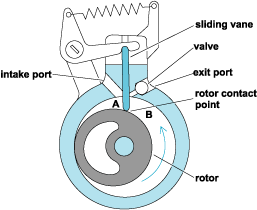 sliding vane
valve
intake port
exit port
A
B
rotor contact
point
rotor